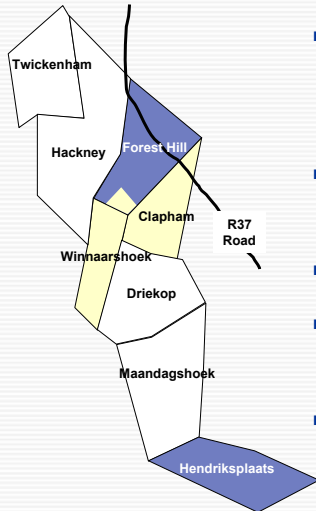 Twickenham
Hackney
Forest Hill
Clapham
R37
Road
Winnaarshoek
Driekop
Maandagshoek
Hendriksplaats